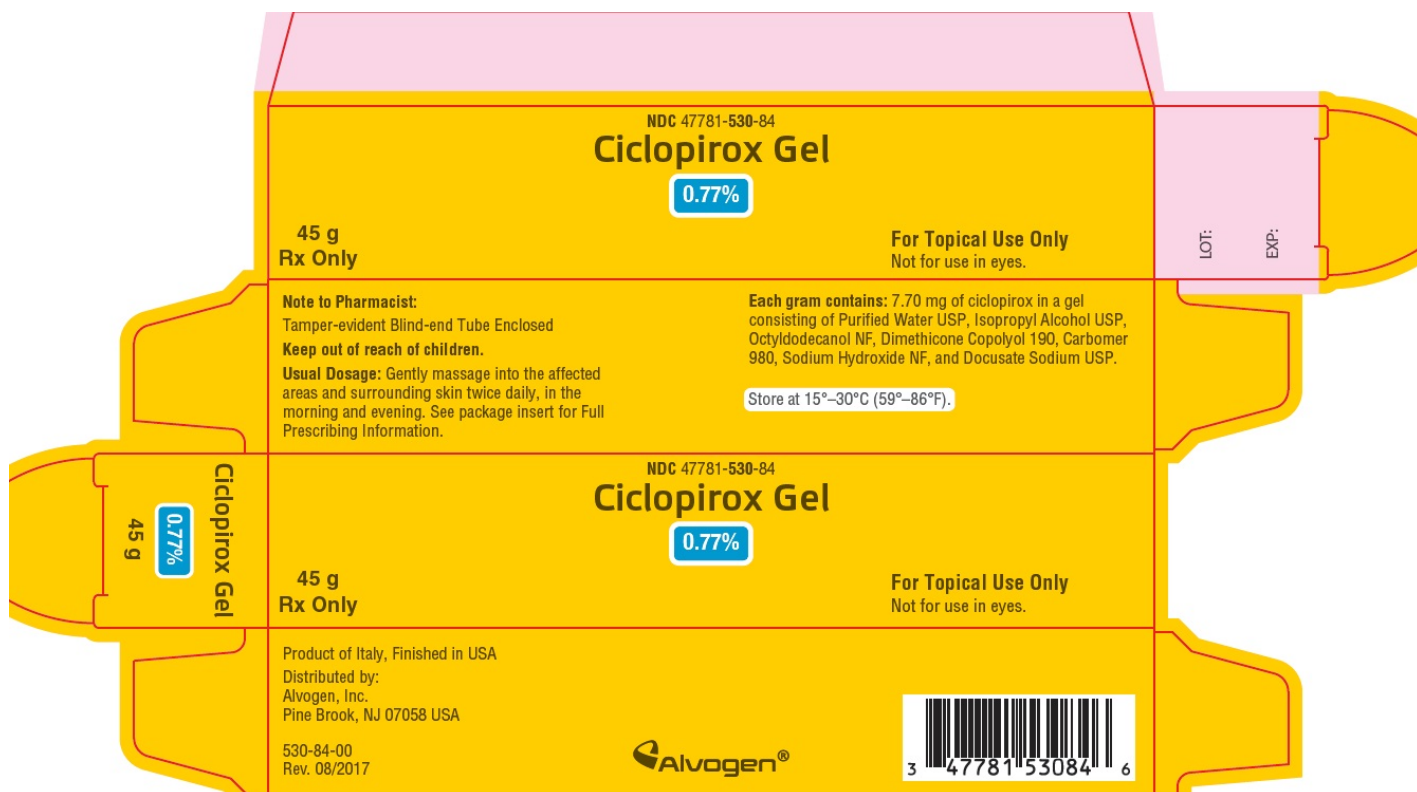 NDC 47781-530-84
Ciclopirox Gel
0.77%
45 g
Rx Only
For Topical Use Only
Not for use in eyes.
LOT:
EXP:
Note to Pharmacist:
Tamper-evident Blind-end Tube Enclosed
Keep out of reach of children.
Usual Dosage: Gently massage into the affected
areas and surrounding skin twice daily, in the
morning and evening. See package insert for Full
Prescribing Information.
Each gram contains: 7.70 mg of ciclopirox in a gel
consisting of Purified Water USP, Isopropyl Alcohol USP,
Octyldodecanol NF, Dimethicone Copolyol 190, Carbomer
980, Sodium Hydroxide NF, and Docusate Sodium USP.
Store at 15°–30°C (59°–86°F).
Ciclopirox Gel
0.77%
45 g
NDC 47781-530-84
Ciclopirox Gel
0.77%
45 g
Rx Only
For Topical Use Only
Not for use in eyes.
Product of Italy, Finished in USA
Distributed by:
Alvogen, Inc.
Pine Brook, NJ 07058 USA
530-84-00
Rev. 08/2017
Alvogen®
3 47781 53084 6